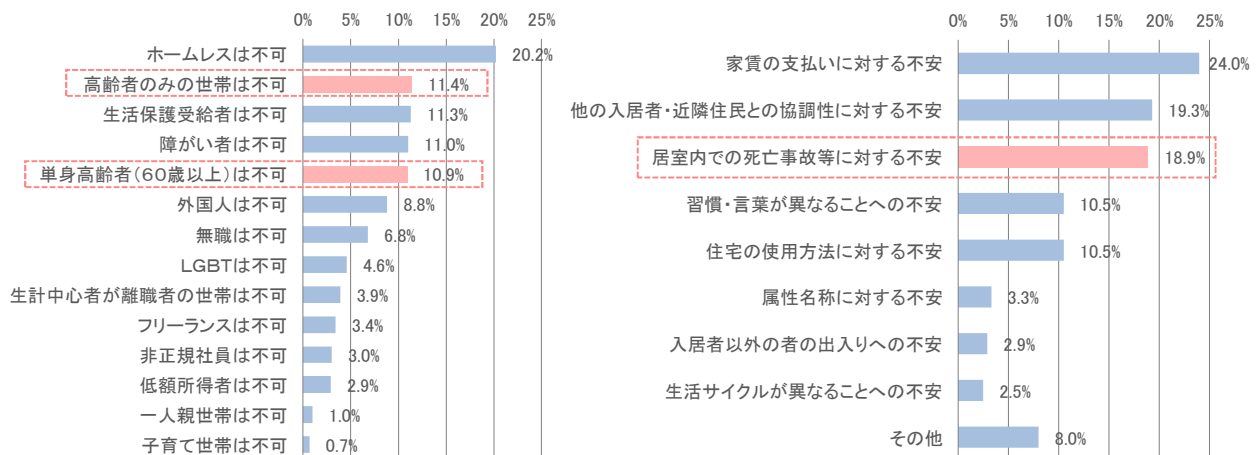 0% 5% 10% 15% 20% 25%
ホームレスは不可 20.2%
高齢者のみの世帯は不可 11.4%
生活保護受給者は不可 11.3%
障がい者は不可 11.0%
単身高齢者(60歳以上)は不可 10.9%
外国人は不可 8.8%
無職は不可 6.8%
LGBTは不可 4.6%
生計中心者が離職者の世帯は不可 3.9%
フリーランスは不可 3.4%
非正規社員は不可 3.0%
低額所得者は不可 2.9%
一人親世帯は不可 1.0%
子育て世帯は不可 0.7%
0% 5% 10% 15% 20% 25%
家賃の支払いに対する不安 24.0%
他の入居者・近隣住民との協調性に対する不安 19.3%
居室内での死亡事故等に対する不安 18.9%
習慣・言葉が異なることへの不安 10.5%
住宅の使用方法に対する不安 10.5%
属性名称に対する不安 3.3%
入居者以外の者の出入りへの不安 2.9%
生活サイクルが異なることへの不安 2.5%
その他 8.0%